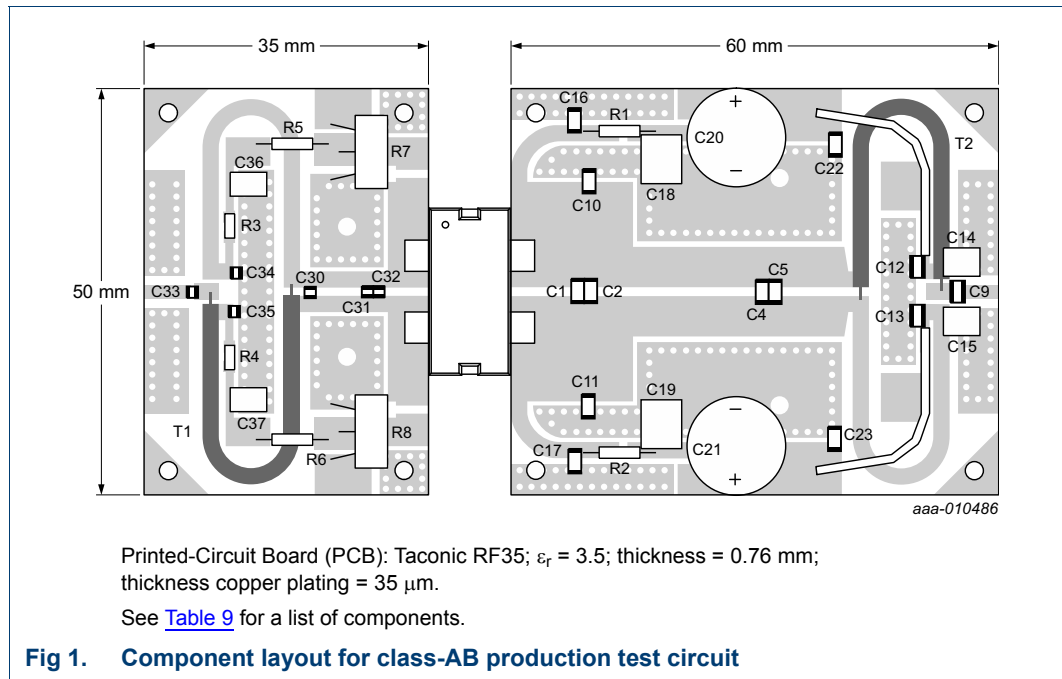 35 mm
60 mm
50 mm
R5
C36
R7
R3
C34
C30
C32
C33
C31
C35
R4
C37
T1
R8
R6
C16
R1
+
C20
–
C18
C10
C22
T2
C14
C12
C1
C2
C5
C4
C9
C13
C15
C11
C19
–
C21
+
C17
R2
C23
aaa-010486
Printed-Circuit Board (PCB): Taconic RF35; εr = 3.5; thickness = 0.76 mm;
thickness copper plating = 35 μm.
See Table 9 for a list of components.
Fig 1. Component layout for class-AB production test circuit